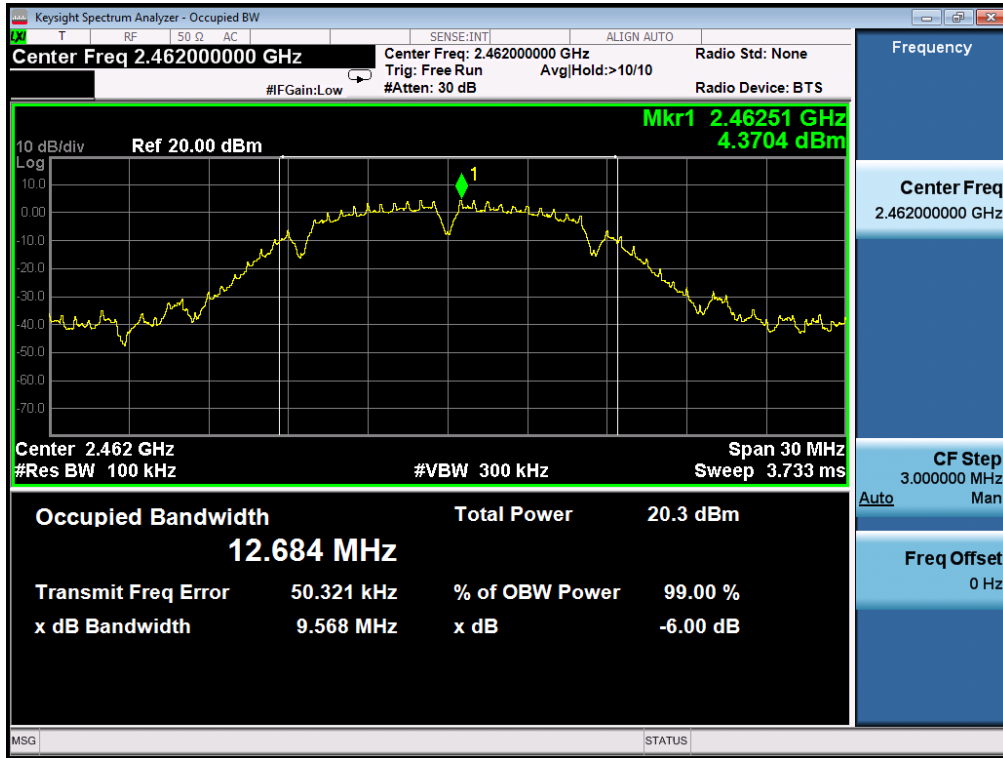 Keysight Spectrum Analyzer - Occupied BW
LXI T RF 50 Ω AC SENSE:INT ALIGN AUTO
Center Freq 2.462000000 GHz
Center Freq: 2.462000000 GHz Radio Std: None
Trig: Free Run Avg|Hold:>10/10
#IFGain:Low #Atten: 30 dB Radio Device: BTS
Mkr1 2.46251 GHz
4.3704 dBm
10 dB/div Ref 20.00 dBm
Log
10.0
1
0.00
-10.0
-20.0
-30.0
-40.0
-50.0
-60.0
-70.0
Center 2.462 GHz Span 30 MHz
#Res BW 100 kHz #VBW 300 kHz Sweep 3.733 ms
Occupied Bandwidth Total Power 20.3 dBm
12.684 MHz
Transmit Freq Error 50.321 kHz % of OBW Power 99.00 %
x dB Bandwidth 9.568 MHz x dB -6.00 dB
MSG STATUS
Frequency
Center Freq
2.462000000 GHz
CF Step
3.000000 MHz
Auto Man
Freq Offset
0 Hz